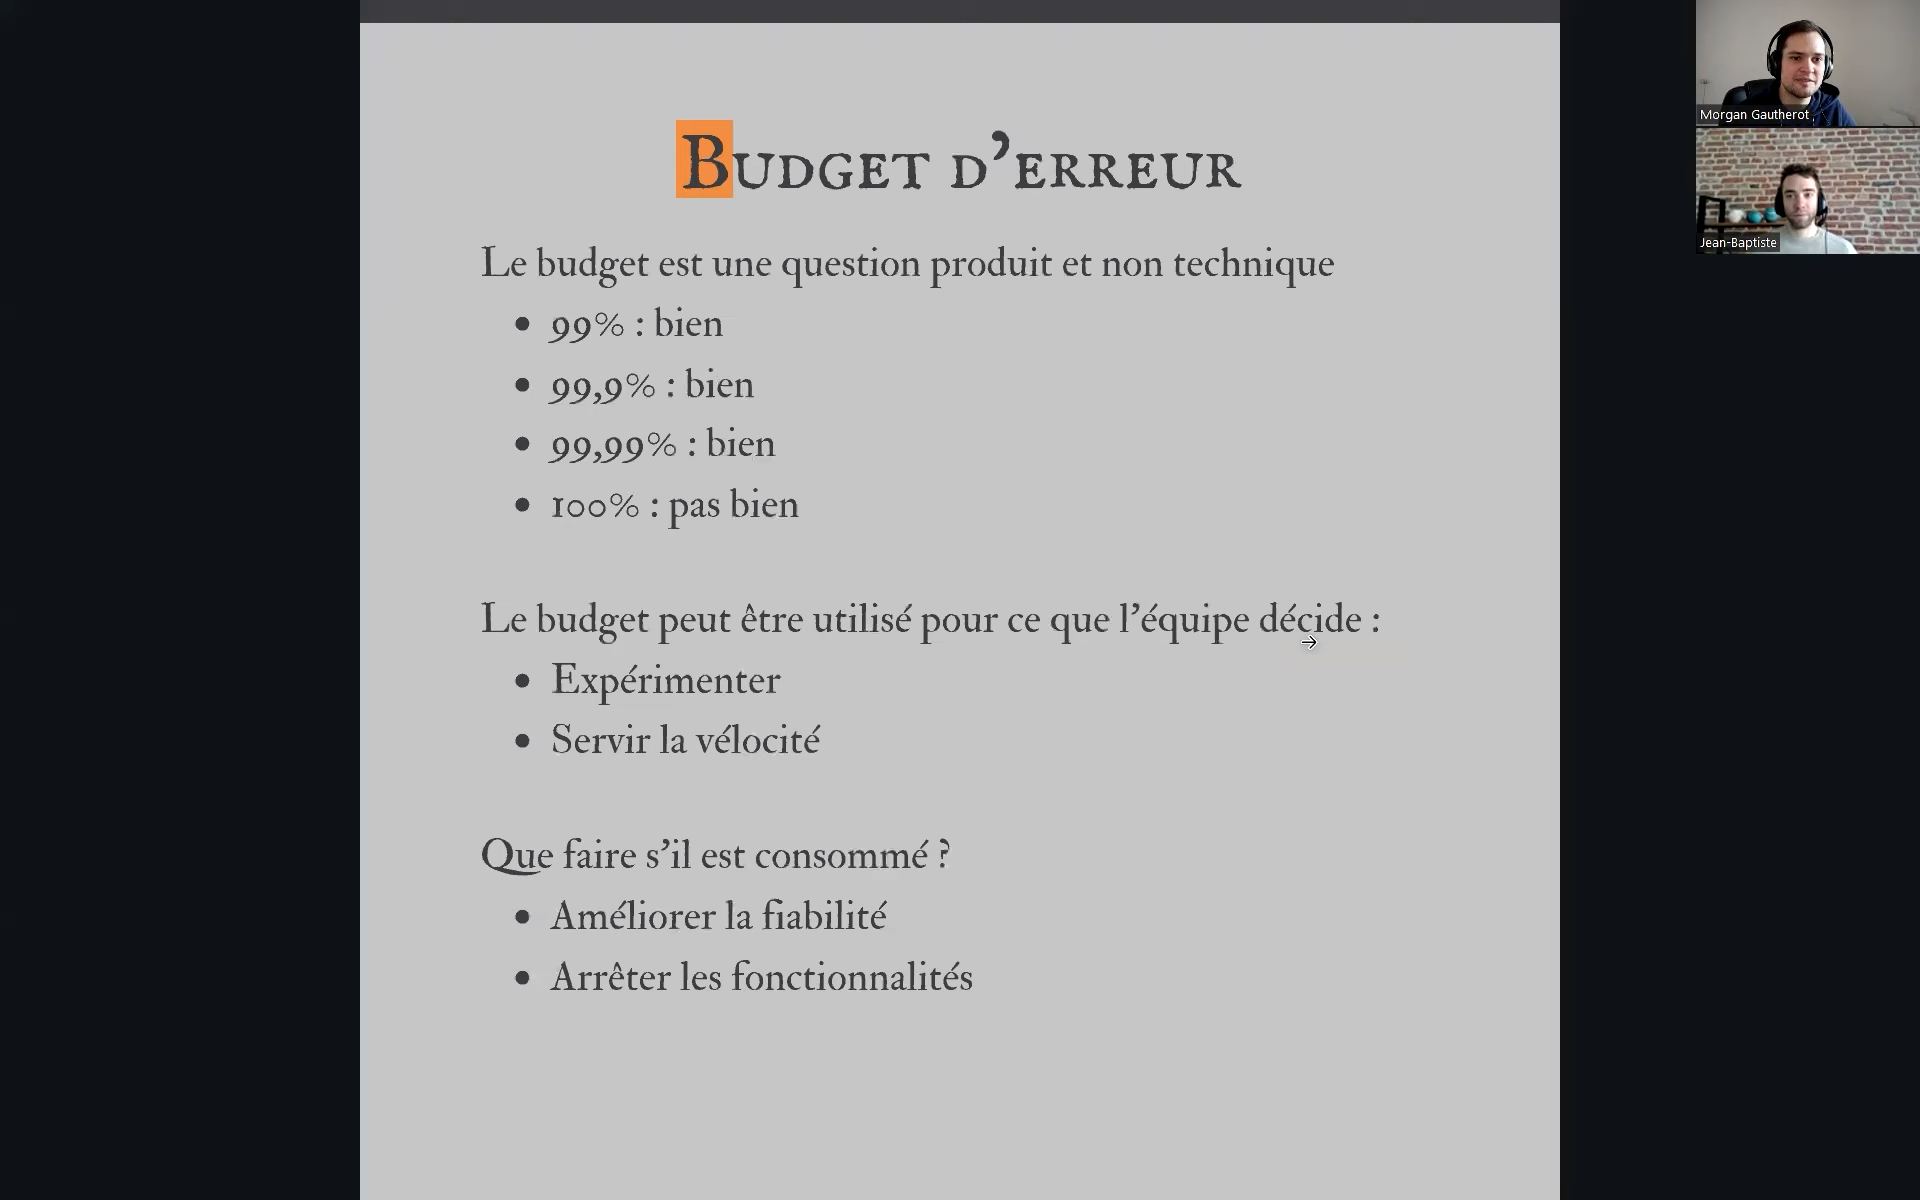 Budget d’erreur
Le budget est une question produit et non technique
99% : bien
99,9% : bien
99,99% : bien
100% : pas bien
Le budget peut être utilisé pour ce que l’équipe décide :
Expérimenter
Servir la vélocité
Que faire s’il est consommé ?
Améliorer la fiabilité
Arrêter les fonctionnalités
Morgan Gautherot
Jean-Baptiste